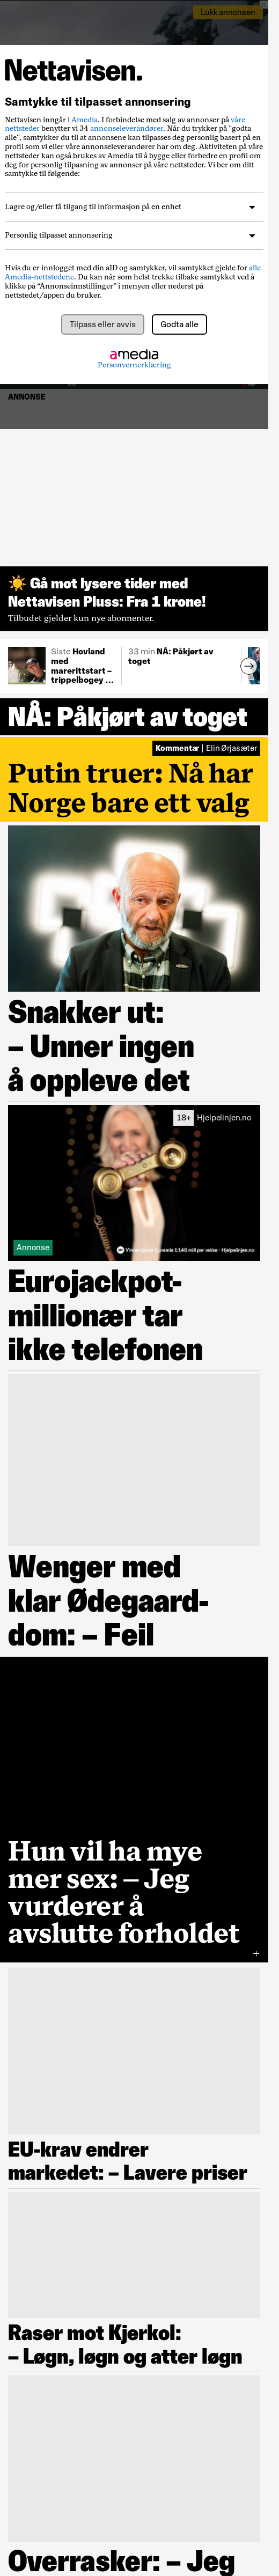 Lukk annonsen
Nettavisen.
Samtykke til tilpasset annonsering
Nettavisen inngår i Amedia. I forbindelse med salg av annonser på våre
nettsteder benytter vi 34 annonseleverandører. Når du trykker på "godta
alle", samtykker du til at annonsene kan tilpasses deg personlig basert på en
profil som vi eller våre annonseleverandører har om deg. Aktiviteten på våre
nettsteder kan også brukes av Amedia til å bygge eller forbedre en profil om
deg for personlig tilpasning av annonser på våre nettsteder. Vi ber om ditt
samtykke til følgende:
Lagre og/eller få tilgang til informasjon på en enhet
Personlig tilpasset annonsering
Hvis du er innlogget med din aID og samtykker, vil samtykket gjelde for alle
Amedia-nettstedene. Du kan når som helst trekke tilbake samtykket ved å
klikke på “Annonseinnstillinger” i menyen eller nederst på
nettstedet/appen du bruker.
Tilpass eller avvis
Godta alle
amedia
Personvernerklæring
ANNONSE
☀️ Gå mot lysere tider med
Nettavisen Pluss: Fra 1 krone!
Tilbudet gjelder kun nye abonnenter.
Siste Hovland
med
marerittstart –
trippelbogey ...
33 min NÅ: Påkjørt av
toget
NÅ: Påkjørt av toget
Kommentar | Elin Ørjasæter
Putin truer: Nå har
Norge bare ett valg
Snakker ut:
– Unner ingen
å oppleve det
18+ Hjelpelinjen.no
Annonse
Eurojackpot-
millionær tar
ikke telefonen
Wenger med
klar Ødegaard-
dom: – Feil
Hun vil ha mye
mer sex: – Jeg
vurderer å
avslutte forholdet
EU-krav endrer
markedet: – Lavere priser
Raser mot Kjerkol:
– Løgn, løgn og atter løgn
Overrasker: – Jeg